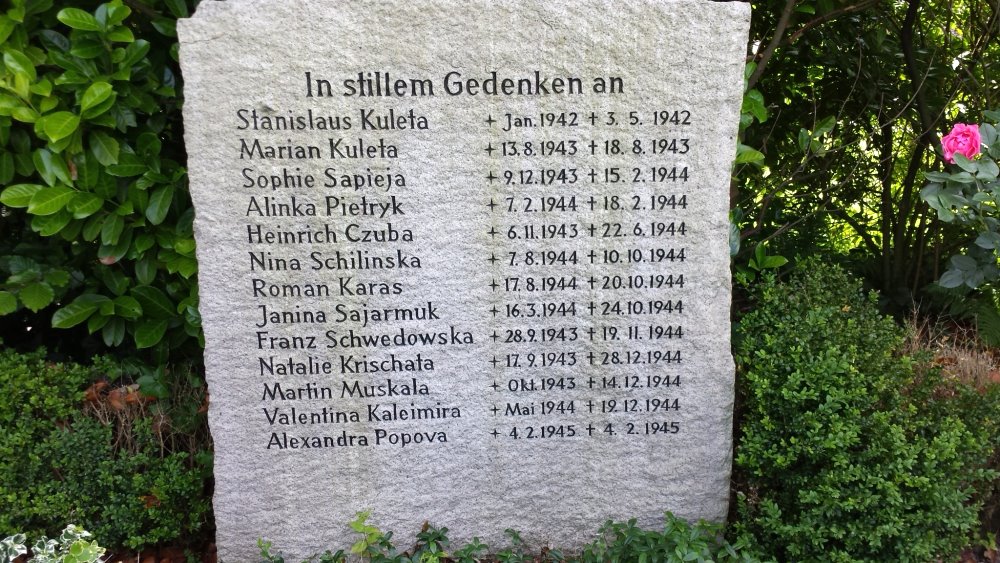 In stillem Gedenken an
Stanislaus Kuleta + Jan. 1942 † 3. 5. 1942
Marian Kuleta + 13. 8. 1943 † 18. 8. 1943
Sophie Sapieja + 9. 12. 1943 † 15. 2. 1944
Alinka Pietryk + 7. 2. 1944 † 18. 2. 1944
Heinrich Czuba + 6. 11. 1943 † 22. 6. 1944
Nina Schilinska + 7. 8. 1944 † 10. 10. 1944
Roman Karas + 17. 8. 1944 † 20. 10. 1944
Janina Sajarmuk + 16. 3. 1944 † 24. 10. 1944
Franz Schwedowska + 28. 9. 1943 † 19. 11. 1944
Natalie Krischata + 17. 9. 1943 † 28. 12. 1944
Martin Muskala + Okt. 1943 † 14. 12. 1944
Valentina Kaleimira + Mai 1944 † 19. 12. 1944
Alexandra Popova + 4. 2. 1945 † 4. 2. 1945